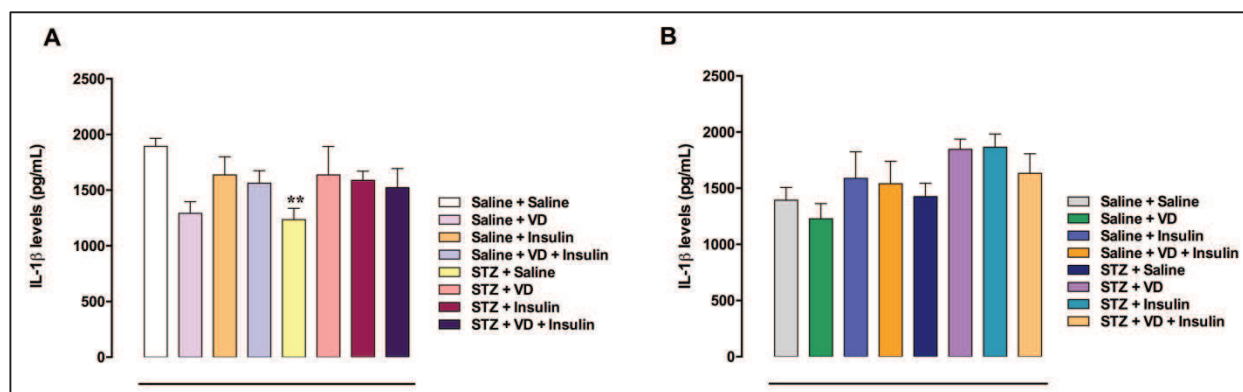 A
IL-1β levels (pg/mL)
2500
2000
1500
1000
500
0
**
Saline + Saline
Saline + VD
Saline + Insulin
Saline + VD + Insulin
STZ + Saline
STZ + VD
STZ + Insulin
STZ + VD + Insulin
B
IL-1β levels (pg/mL)
2500
2000
1500
1000
500
0
Saline + Saline
Saline + VD
Saline + Insulin
Saline + VD + Insulin
STZ + Saline
STZ + VD
STZ + Insulin
STZ + VD + Insulin